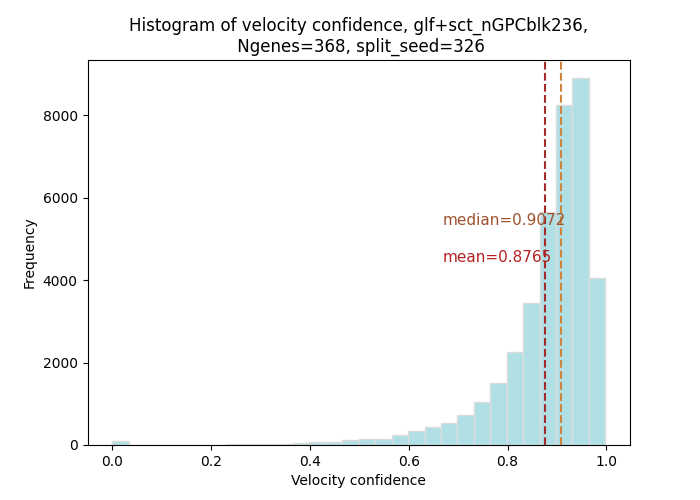 Histogram of velocity confidence, glf+sct_nGPCblk236,
Ngenes=368, split_seed=326
Frequency
8000
6000
4000
2000
0
median=0.9072
mean=0.8765
0.0 0.2 0.4 0.6 0.8 1.0
Velocity confidence